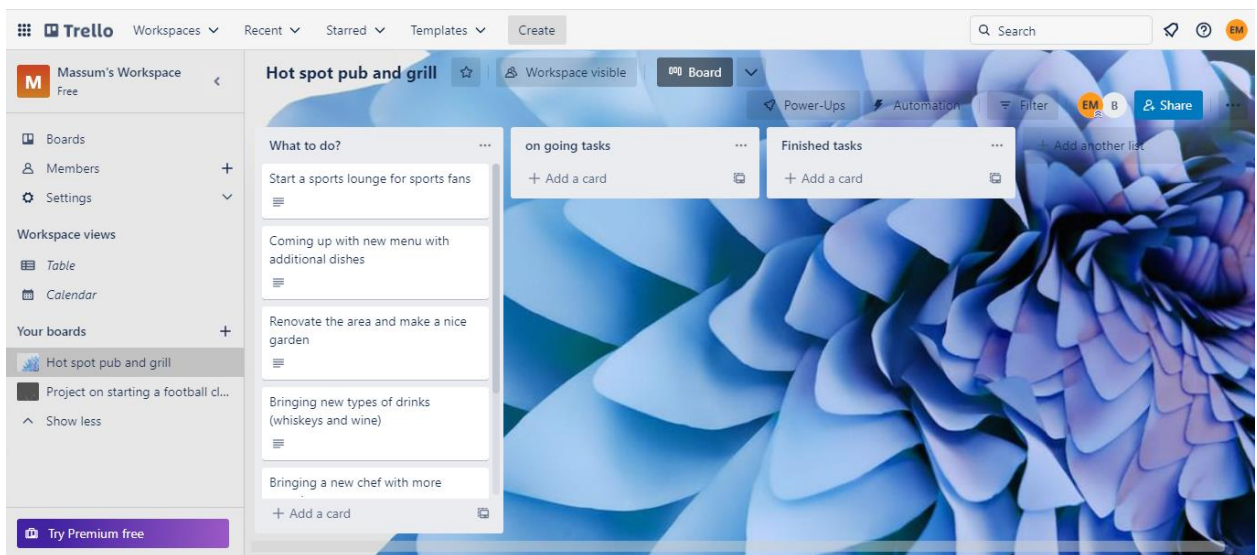 Trello
Workspaces
Recent
Starred
Templates
Create
Search
EM
M
Massum's Workspace
Free
Hot spot pub and grill
Workspace visible
Board
Power-Ups
Automation
Filter
EM
B
Share
Boards
Members
Settings
Workspace views
Table
Calendar
Your boards
Hot spot pub and grill
Project on starting a football cl...
Show less
Try Premium free
What to do?
Start a sports lounge for sports fans
Coming up with new menu with
additional dishes
Renovate the area and make a nice
garden
Bringing new types of drinks
(whiskeys and wine)
Bringing a new chef with more
+ Add a card
on going tasks
+ Add a card
Finished tasks
+ Add a card
+ Add another list